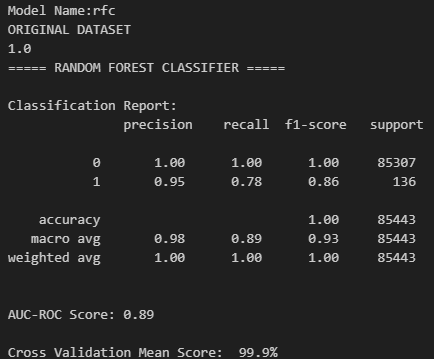 Model Name:rfc
ORIGINAL DATASET
1.0
===== RANDOM FOREST CLASSIFIER =====
Classification Report:
precision recall f1-score support
0 1.00 1.00 1.00 85307
1 0.95 0.78 0.86 136
accuracy 1.00 85443
macro avg 0.98 0.89 0.93 85443
weighted avg 1.00 1.00 1.00 85443
AUC-ROC Score: 0.89
Cross Validation Mean Score: 99.9%